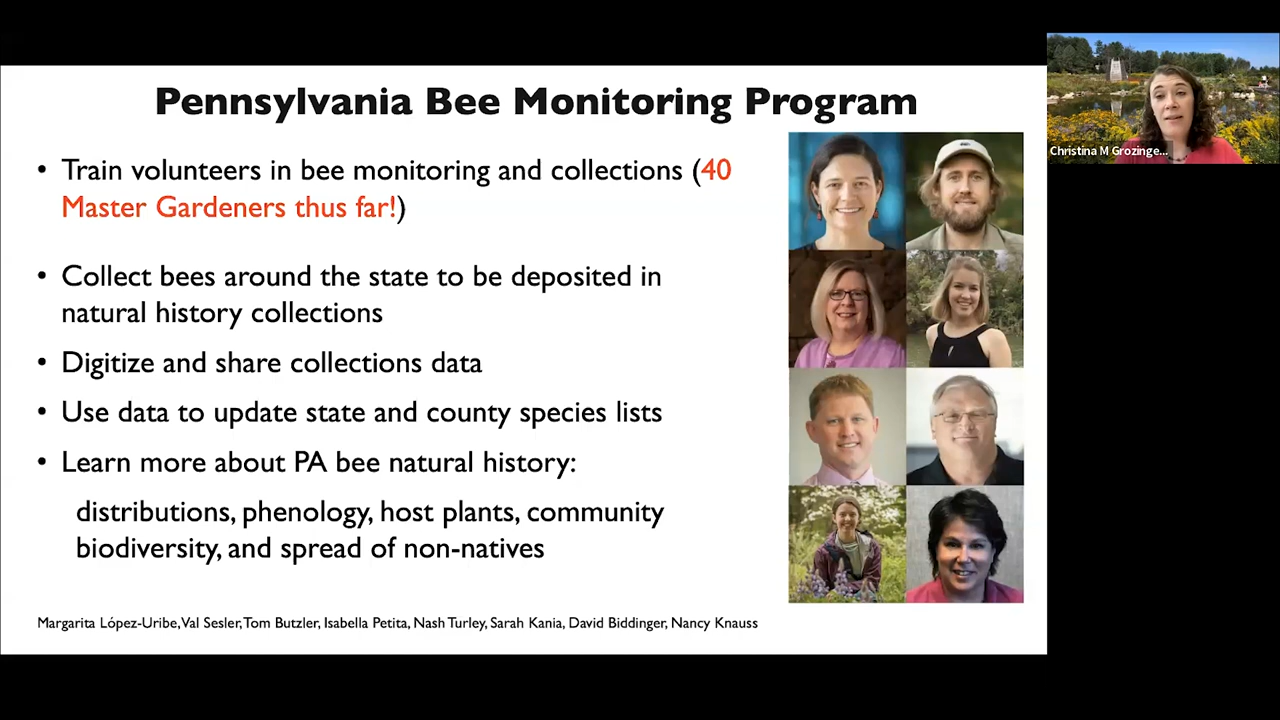 Pennsylvania Bee Monitoring Program
• Train volunteers in bee monitoring and collections (40
Master Gardeners thus far!)
• Collect bees around the state to be deposited in
natural history collections
• Digitize and share collections data
• Use data to update state and county species lists
• Learn more about PA bee natural history:
distributions, phenology, host plants, community
biodiversity, and spread of non-natives
Margarita López-Uribe, Val Sesler, Tom Butzler, Isabella Petita, Nash Turley, Sarah Kania, David Biddinger, Nancy Knauss
Christina M Grozinge...